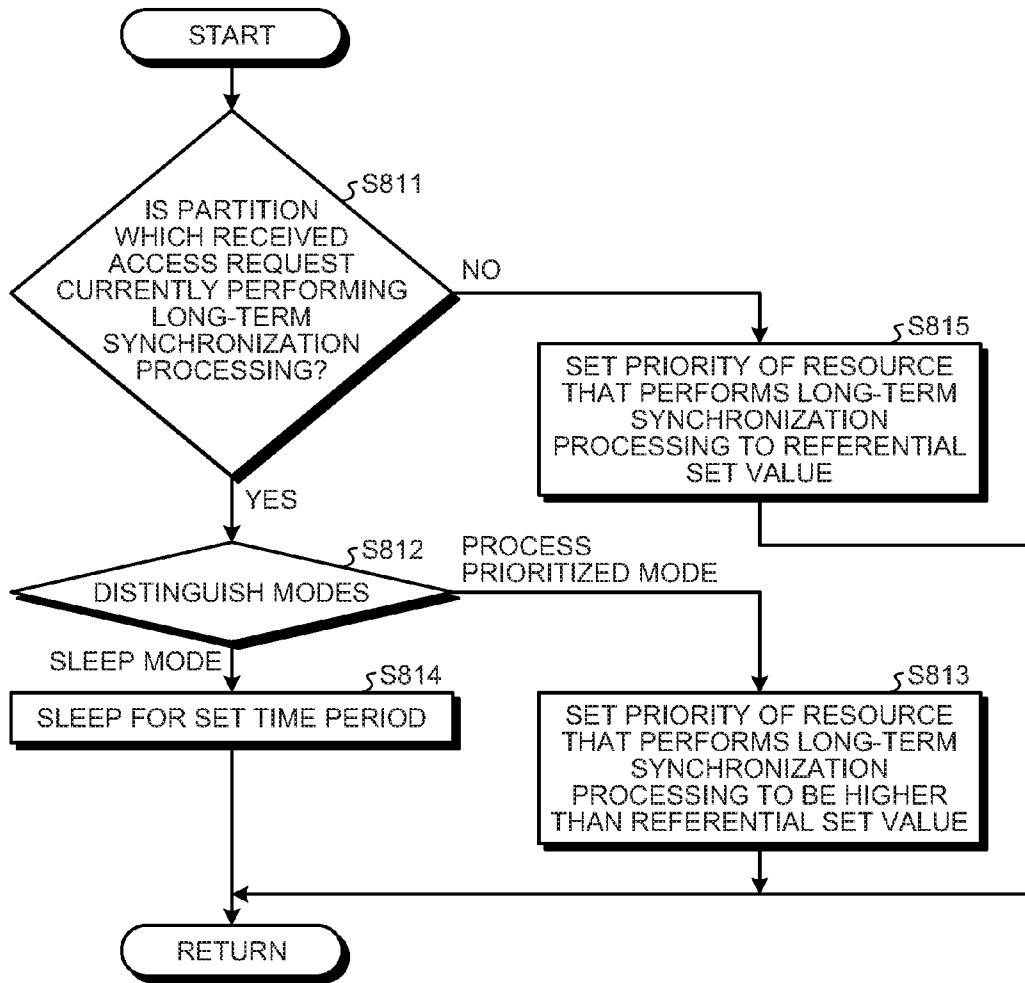 START
S811
IS PARTITION
WHICH RECEIVED
ACCESS REQUEST
CURRENTLY PERFORMING
LONG-TERM
SYNCHRONIZATION
PROCESSING?
NO
S815
SET PRIORITY OF RESOURCE
THAT PERFORMS LONG-TERM
SYNCHRONIZATION
PROCESSING TO REFERENTIAL
SET VALUE
YES
S812
DISTINGUISH MODES
PROCESS
PRIORITIZED MODE
SLEEP MODE
S814
SLEEP FOR SET TIME PERIOD
S813
SET PRIORITY OF RESOURCE
THAT PERFORMS LONG-TERM
SYNCHRONIZATION
PROCESSING TO BE HIGHER
THAN REFERENTIAL SET VALUE
RETURN